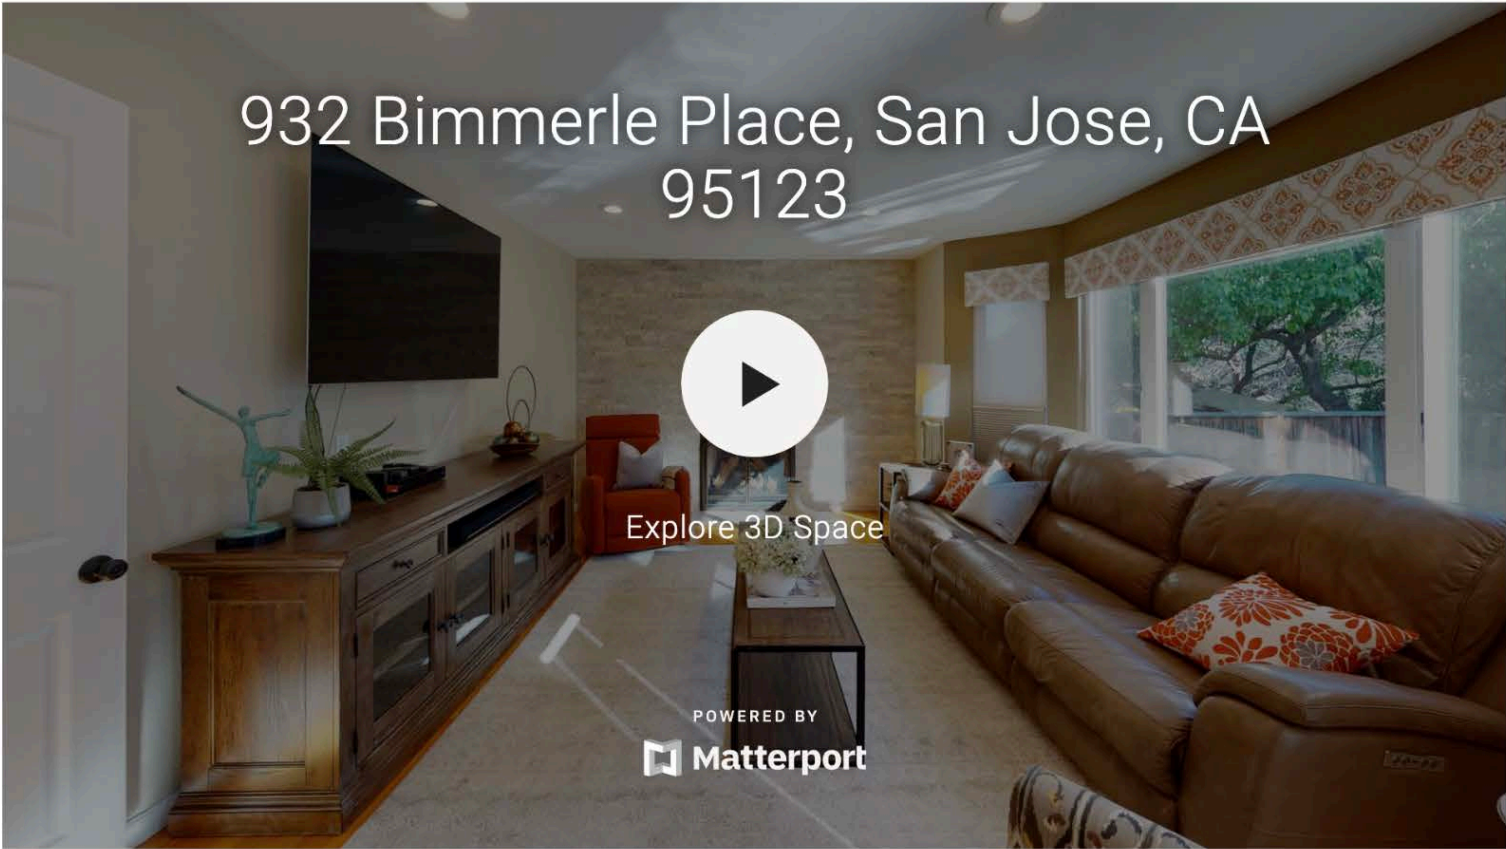 932 Bimmerle Place, San Jose, CA
95123
Explore 3D Space
POWERED BY
Matterport